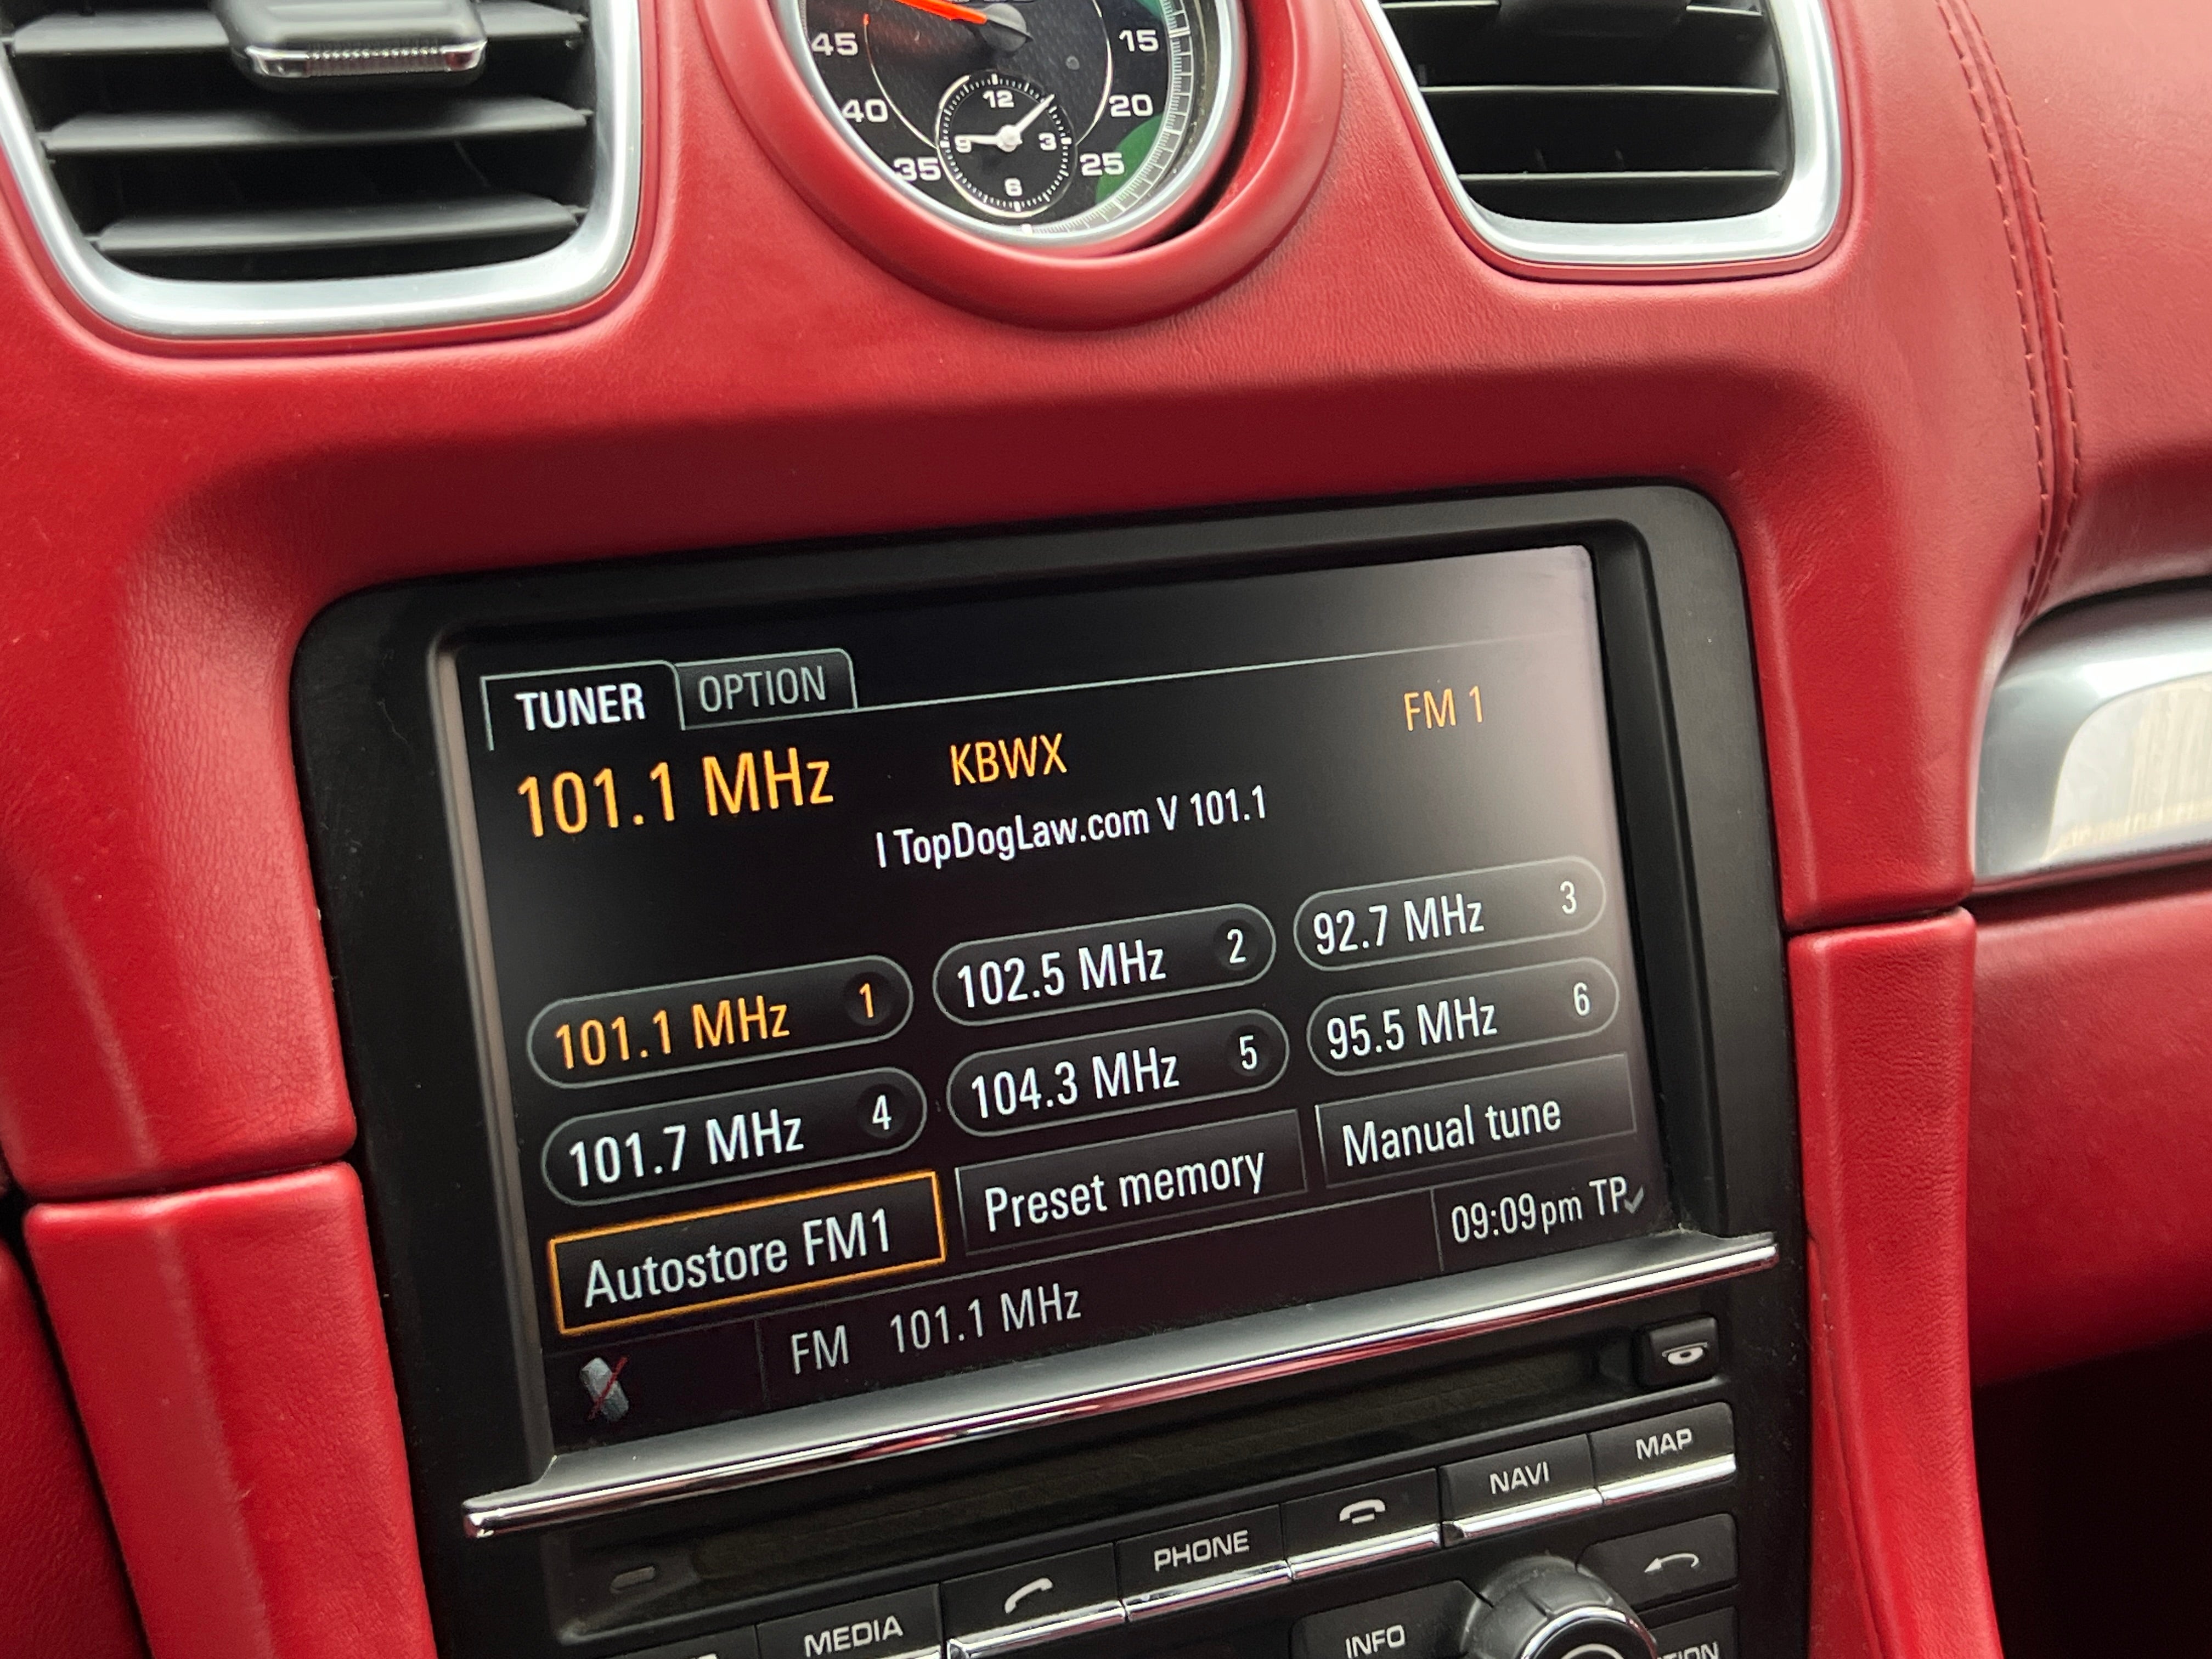 45 15
40 20
35 25
12
9 3
6
TUNER OPTION
101.1 MHz KBWX FM 1
I TopDogLaw.com V 101.1
101.1 MHz 1 102.5 MHz 2 92.7 MHz 3
101.7 MHz 4 104.3 MHz 5 95.5 MHz 6
Autostore FM1 Preset memory Manual tune
FM 101.1 MHz 09:09pm TP
MEDIA PHONE NAVI MAP
INFO